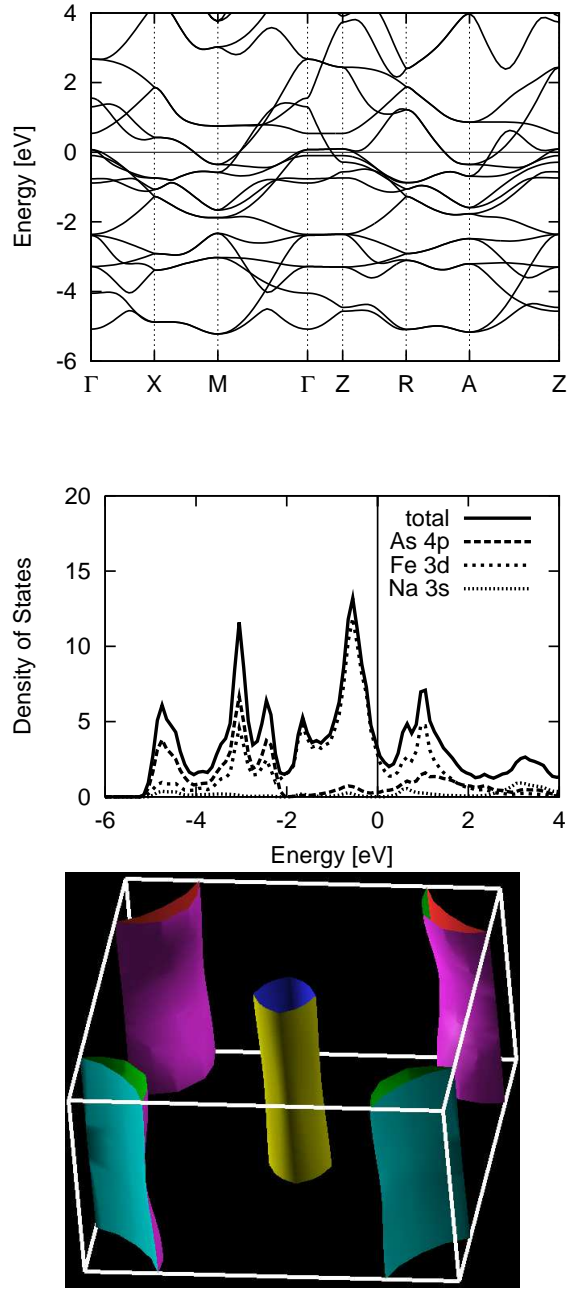 4
2
0
-2
-4
-6
Energy [eV]
Γ X M Γ Z R A Z
20
15
10
5
0
Density of States
total
As 4p
Fe 3d
Na 3s
-6 -4 -2 0 2 4
Energy [eV]